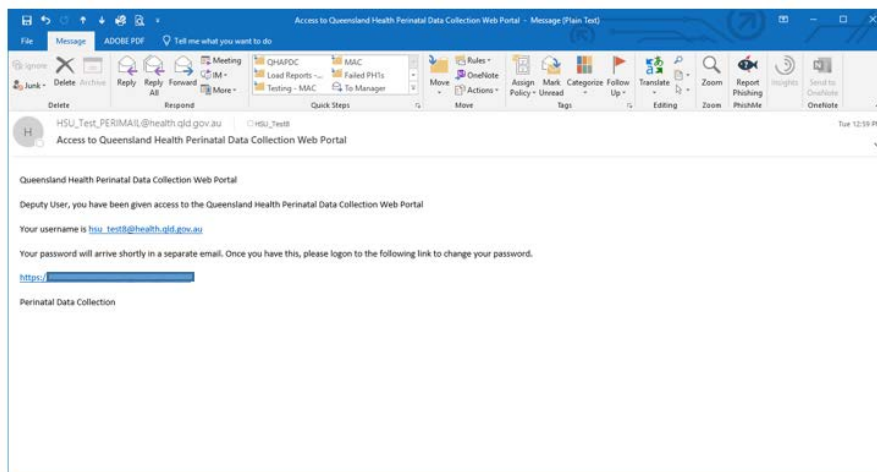 Access to Queensland Health Perinatal Data Collection Web Portal - Message (Plain Text)
File Message ADOBE PDF Tell me what you want to do
Ignore
Junk
Delete
Archive
Reply
Reply All
Forward
Meeting
IM
More
QHAPDC
Load Reports -...
Testing - MAC
MAC
Failed PH1s
To Manager
Move
Rules
OneNote
Actions
Assign Policy
Mark Unread
Categorize
Follow Up
Translate
Zoom
Report Phishing
Insights
Send to OneNote
Delete Respond Quick Steps Move Tags Editing Zoom PhishMe OneNote
H
HSU_Test_PERIMAIL@health.qld.gov.au HSU_Test8 Tue 12:59 PM
Access to Queensland Health Perinatal Data Collection Web Portal
Queensland Health Perinatal Data Collection Web Portal
Deputy User, you have been given access to the Queensland Health Perinatal Data Collection Web Portal
Your username is hsu_test8@health.qld.gov.au
Your password will arrive shortly in a separate email. Once you have this, please logon to the following link to change your password.
https:/
Perinatal Data Collection